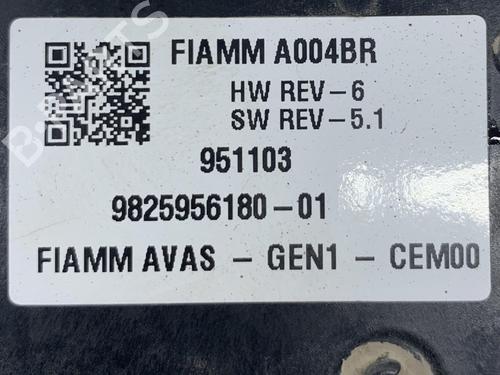 FIAMM A004BR
HW REV-6
SW REV-5.1
951103
9825956180-01
FIAMM AVAS - GEN1 - CEM00